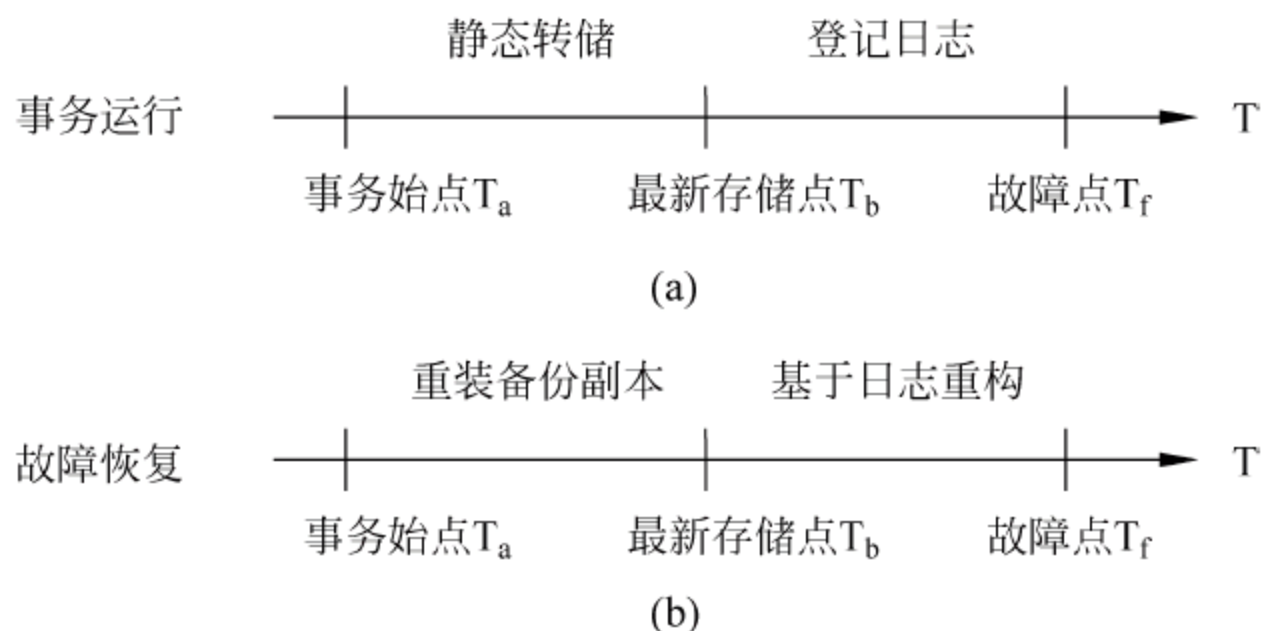 静态转储 登记日志
事务运行 T
事务始点Ta 最新存储点Tb 故障点Tf
(a)
重装备份副本 基于日志重构
故障恢复 T
事务始点Ta 最新存储点Tb 故障点Tf
(b)